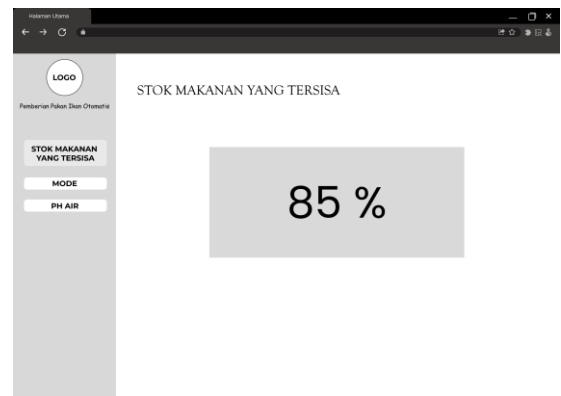 Halaman Utama
LOGO
Pemberian Pakan Ikan Otomatis
STOK MAKANAN
YANG TERSISA
MODE
PH AIR
STOK MAKANAN YANG TERSISA
85 %